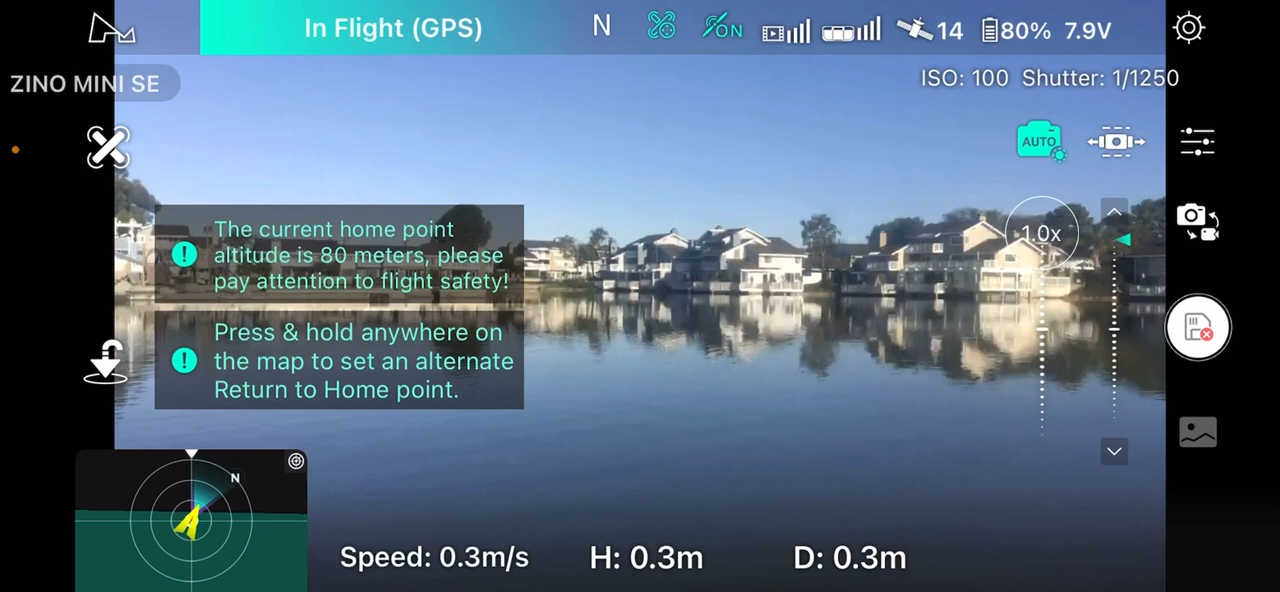 In Flight (GPS)
N
ON
14
80% 7.9V
ZINO MINI SE
ISO: 100 Shutter: 1/1250
AUTO
The current home point
altitude is 80 meters, please
pay attention to flight safety!
1.0x
Press & hold anywhere on
the map to set an alternate
Return to Home point.
N
Speed: 0.3m/s H: 0.3m D: 0.3m